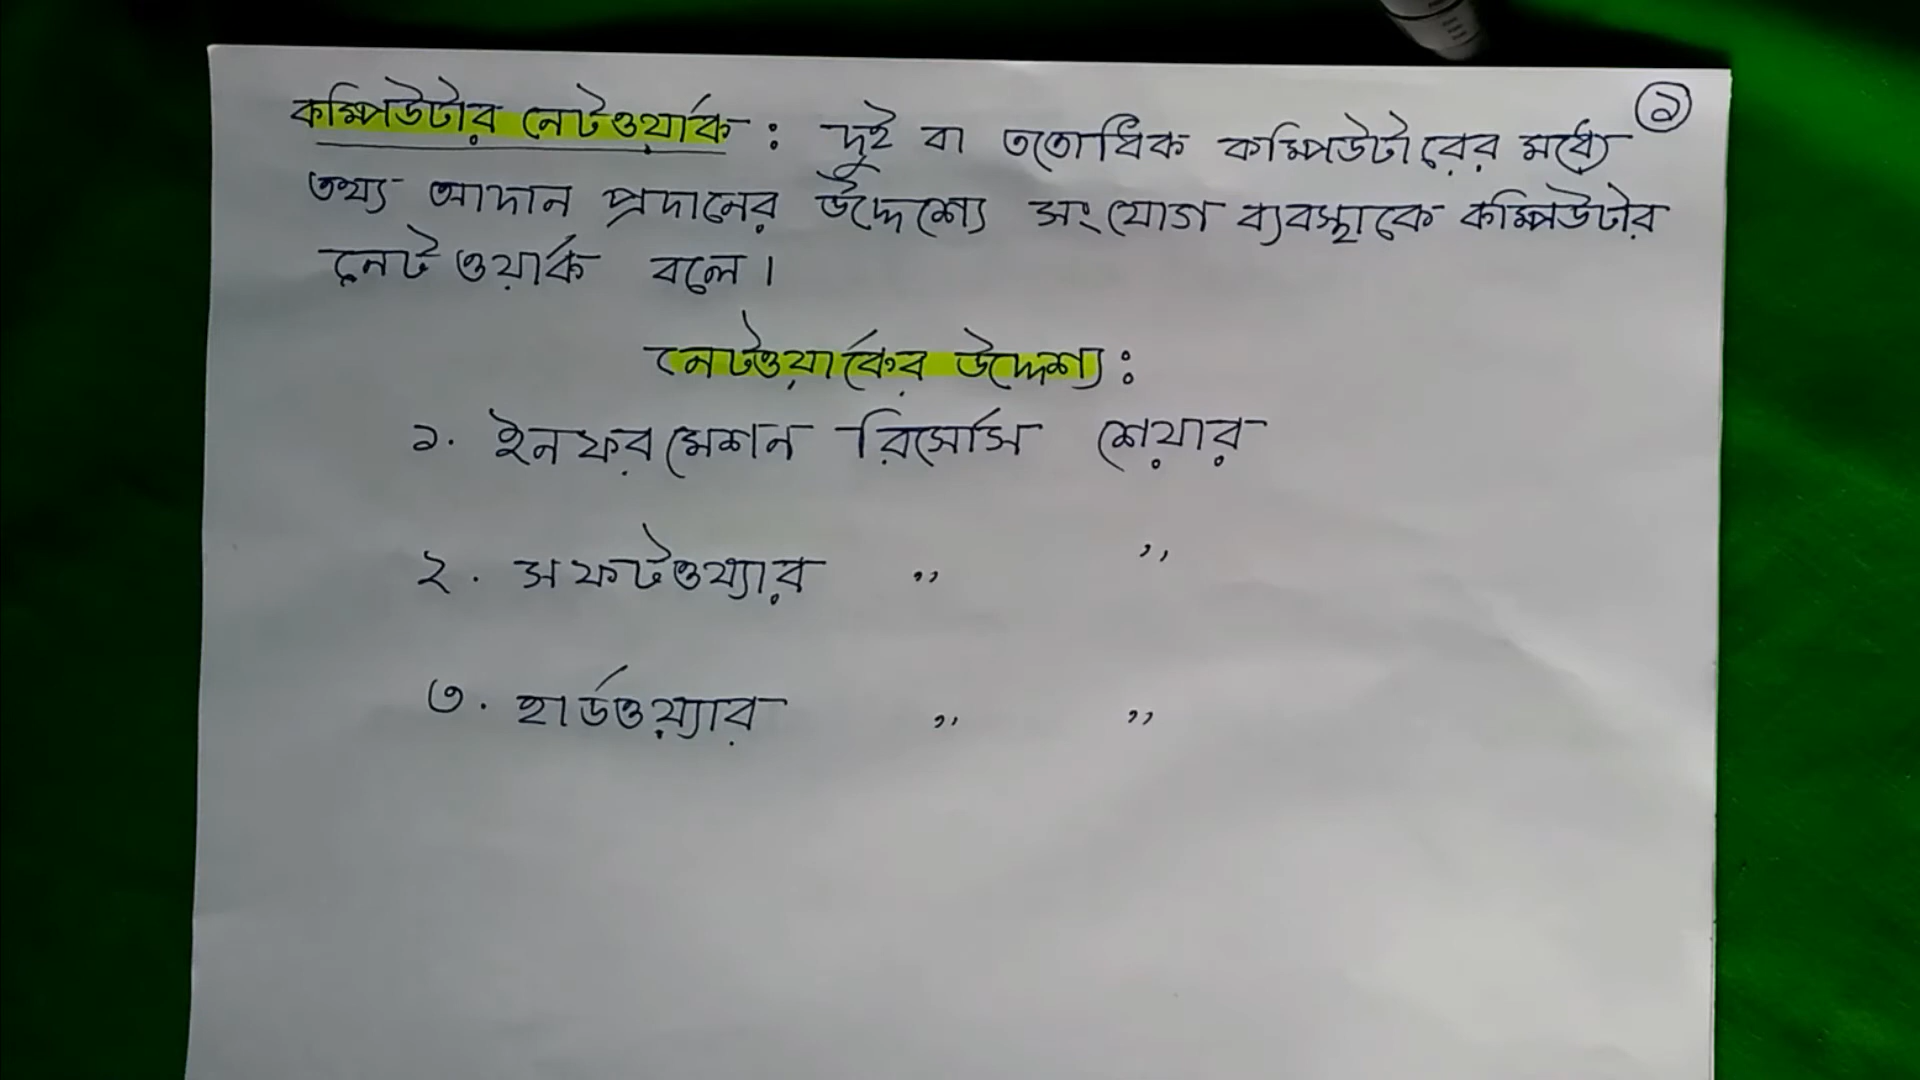 ১
কম্পিউটার নেটওয়ার্ক : দুই বা ততোধিক কম্পিউটারের মধ্যে
তথ্য আদান প্রদানের উদ্দেশ্যে সংযোগ ব্যবস্থাকে কম্পিউটার
নেটওয়ার্ক বলে।
নেটওয়ার্কের উদ্দেশ্য :
১. ইনফরমেশন রিসোর্স শেয়ার
২. সফটওয়্যার ,, ,,
৩. হার্ডওয়্যার ,, ,,